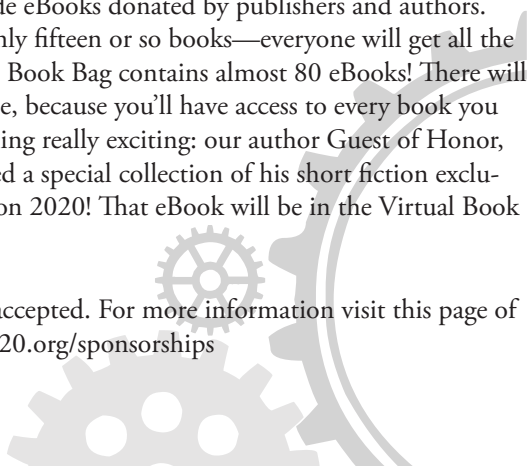 de eBooks donated by publishers and authors.
nly fifteen or so books—everyone will get all the
Book Bag contains almost 80 eBooks! There will
e, because you’ll have access to every book you
ing really exciting: our author Guest of Honor,
ed a special collection of his short fiction exclu-
on 2020! That eBook will be in the Virtual Book
accepted. For more information visit this page of
20.org/sponsorships